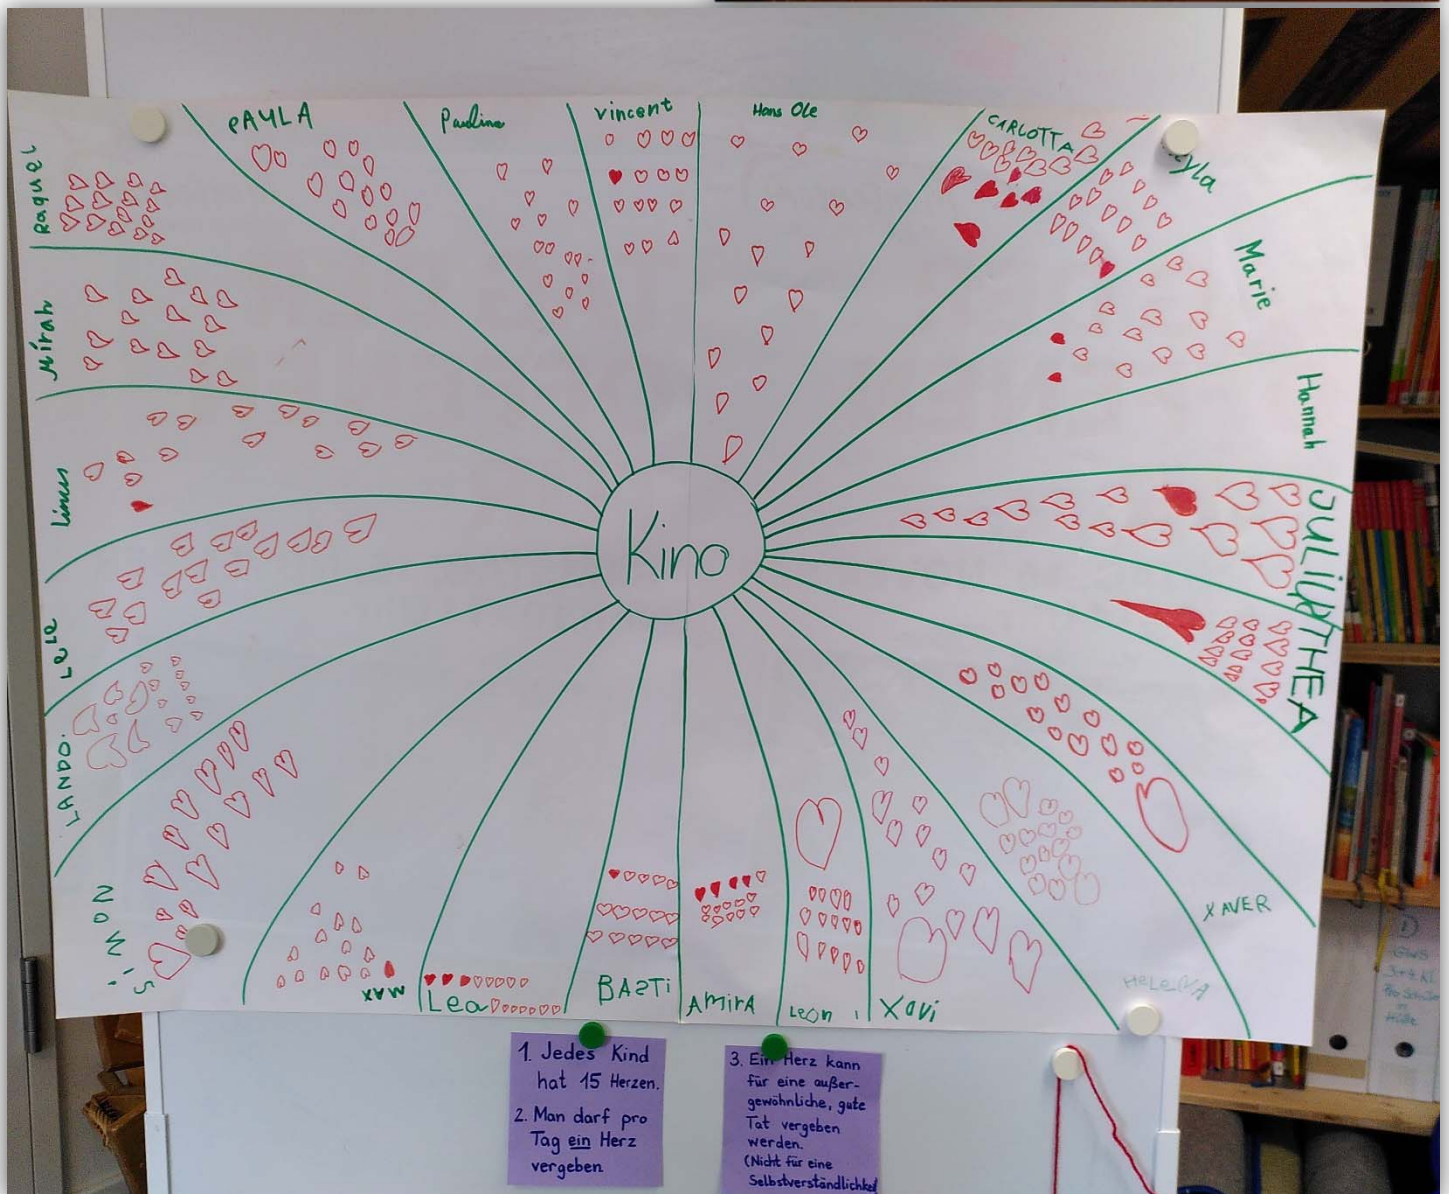 PAULA
Paulina
Vincent
Hans Ole
CARLOTTA
Raquel
Marie
Mirah
Hannah
Linus
Kino
JULIUS
THEA
LeLe
LANDO.
XAVER
HeLeNA
SIMON
MAX
Lea
BASTi
AMirA
Leon
Xavi
1. Jedes Kind
hat 15 Herzen.
2. Man darf pro
Tag ein Herz
vergeben
3. Ein Herz kann
für eine außer-
gewöhnliche, gute
Tat vergeben
werden.
(Nicht für eine
Selbstverständlichkeit